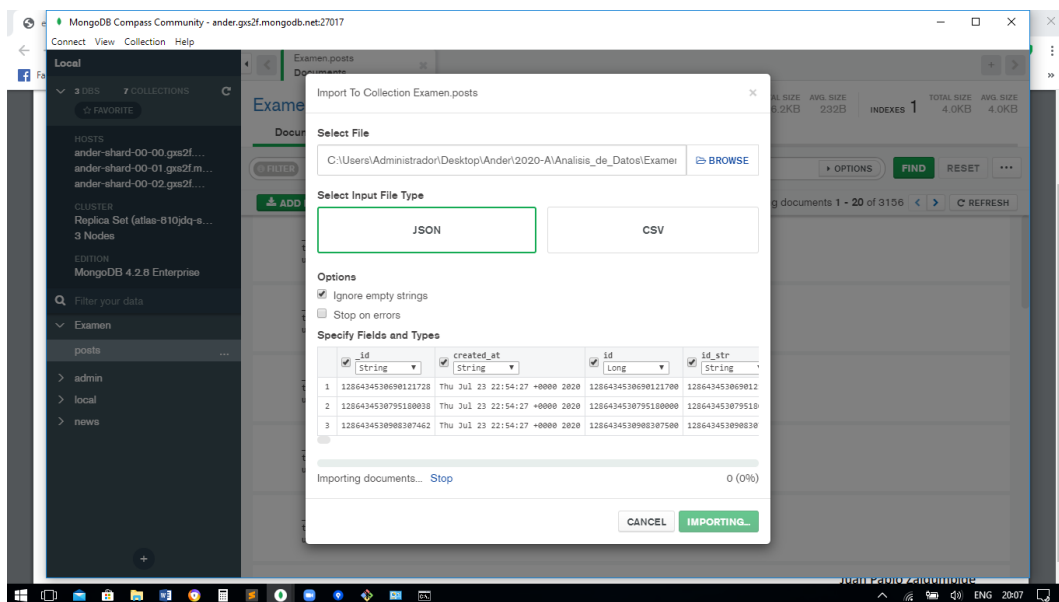 MongoDB Compass Community - ander.gxs2f.mongodb.net:27017
Connect View Collection Help
Local
3 DBS 7 COLLECTIONS
FAVORITE
HOSTS
ander-shard-00-00.gxs2f....
ander-shard-00-01.gxs2f.m...
ander-shard-00-02.gxs2f....
CLUSTER
Replica Set (atlas-810jdq-s...
3 Nodes
EDITION
MongoDB 4.2.8 Enterprise
Filter your data
Examen
posts
admin
local
news
Examen.posts
Documents
Exame
AL SIZE AVG. SIZE
6.2KB 232B
INDEXES 1
TOTAL SIZE AVG. SIZE
4.0KB 4.0KB
Docum
FILTER
OPTIONS FIND RESET ...
ADD
g documents 1 - 20 of 3156 < > REFRESH
Import To Collection Examen.posts
Select File
C:\Users\Administrador\Desktop\Ander\2020-A\Analisis_de_Datos\Examen
BROWSE
Select Input File Type
JSON CSV
Options
Ignore empty strings
Stop on errors
Specify Fields and Types
_id created_at id id_str
String String Long String
1 1286434530690121728 Thu Jul 23 22:54:27 +0000 2020 1286434530690121700 128643453069012
2 1286434530795180038 Thu Jul 23 22:54:27 +0000 2020 1286434530795180000 128643453079518
3 1286434530908307462 Thu Jul 23 22:54:27 +0000 2020 1286434530908307500 128643453090830
Importing documents... Stop 0 (0%)
CANCEL IMPORTING...
Juan Pablo Zaldumbide
ENG 20:07